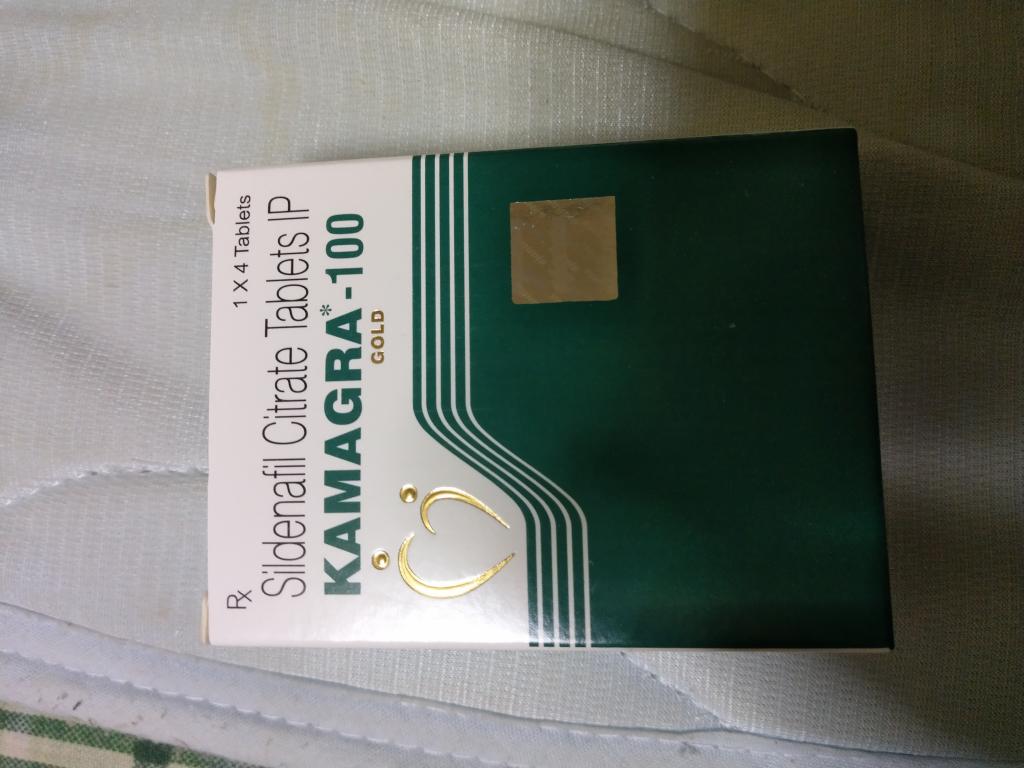 Rx
1 X 4 Tablets
Sildenafil Citrate Tablets IP
KAMAGRA*-100
GOLD